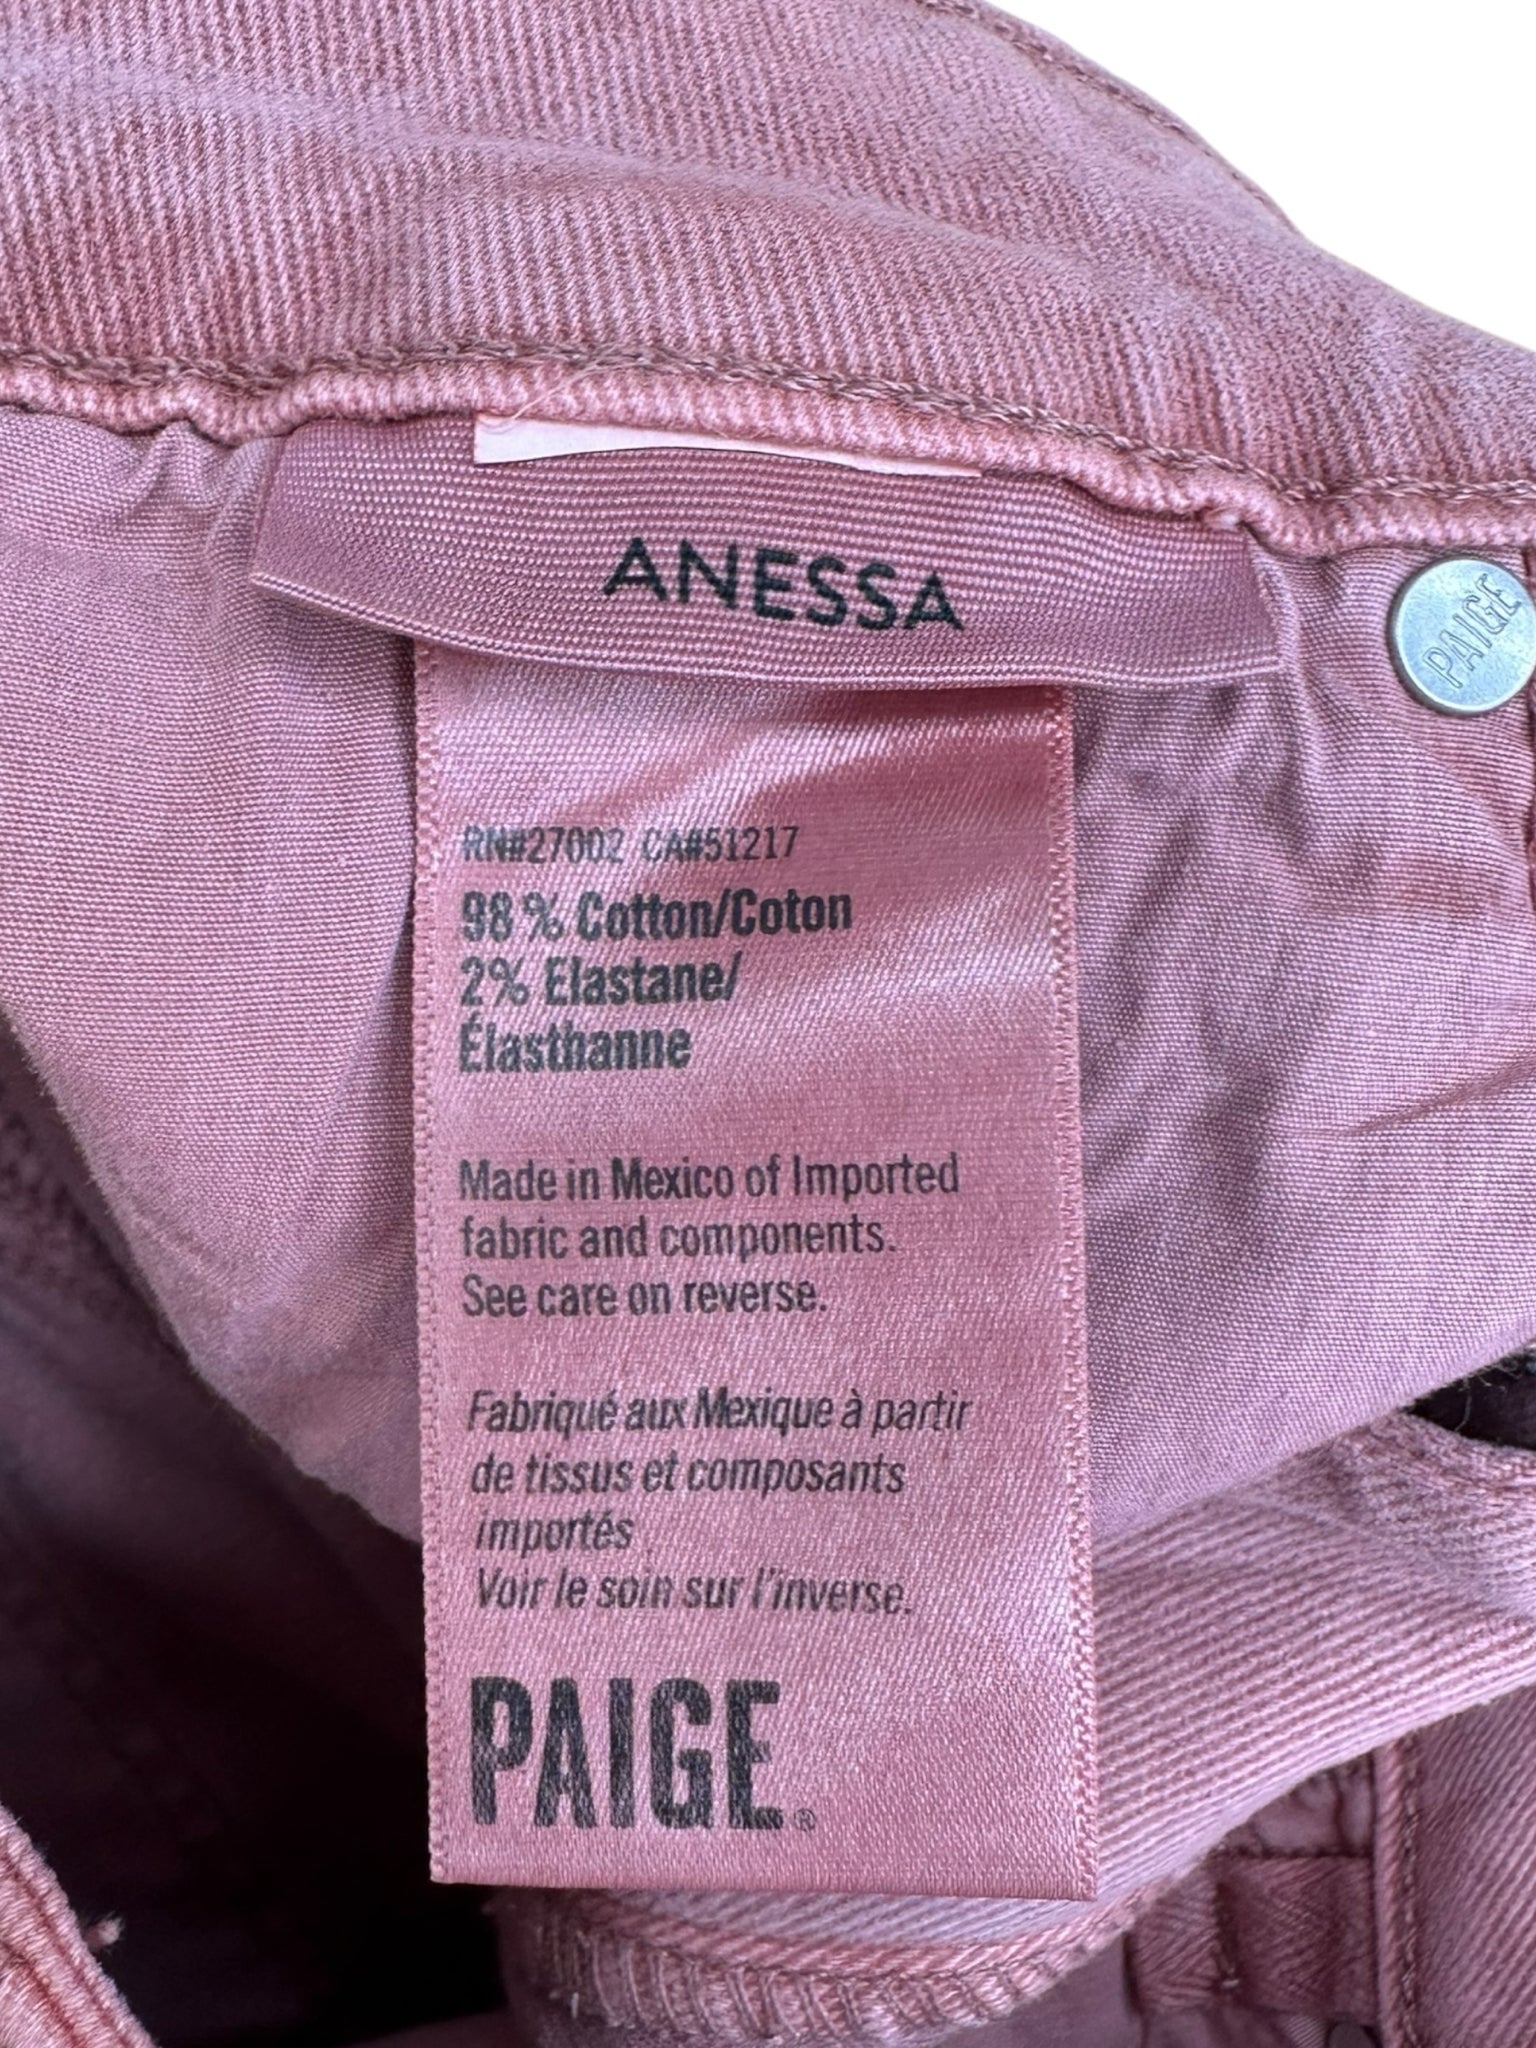 ANESSA
PAIGE
RN#27002 CA#51217
98 % Cotton/Coton
2% Elastane/
Élasthanne
Made in Mexico of Imported
fabric and components.
See care on reverse.
Fabriqué aux Mexique à partir
de tissus et composants
importés
Voir le soin sur l'inverse.
PAIGE®